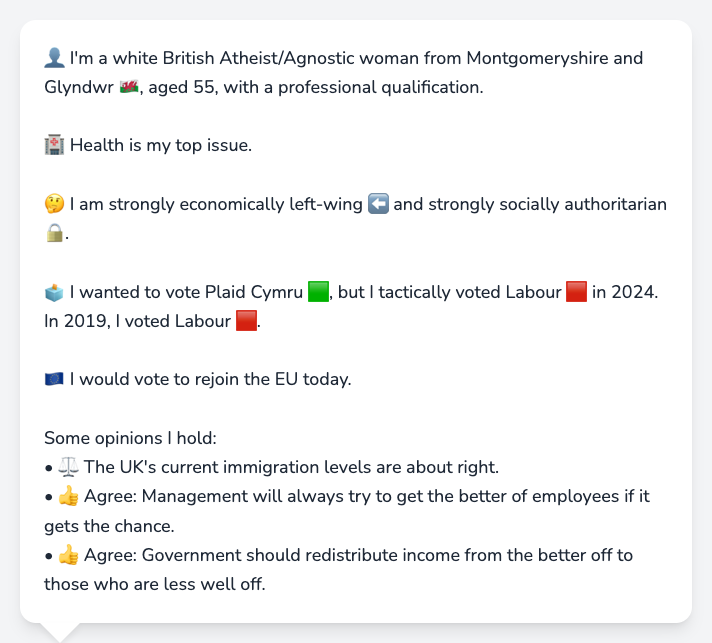 👤 I'm a white British Atheist/Agnostic woman from Montgomeryshire and
Glyndwr 🏴󠁧󠁢󠁷󠁬󠁳󠁿, aged 55, with a professional qualification.
🏥 Health is my top issue.
🤔 I am strongly economically left-wing ⬅️ and strongly socially authoritarian
🔒.
🗳️ I wanted to vote Plaid Cymru 🟩, but I tactically voted Labour 🟥 in 2024.
In 2019, I voted Labour 🟥.
🇪🇺 I would vote to rejoin the EU today.
Some opinions I hold:
• ⚖️ The UK's current immigration levels are about right.
• 👍 Agree: Management will always try to get the better of employees if it
gets the chance.
• 👍 Agree: Government should redistribute income from the better off to
those who are less well off.